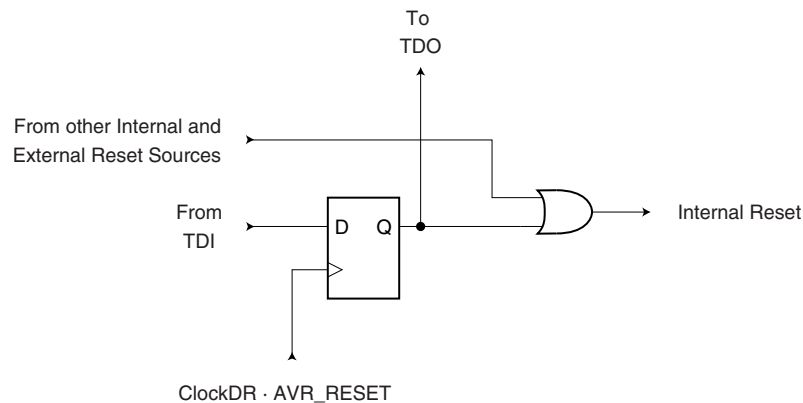 To
TDO
From other Internal and
External Reset Sources
From
TDI
D Q
Internal Reset
ClockDR · AVR_RESET